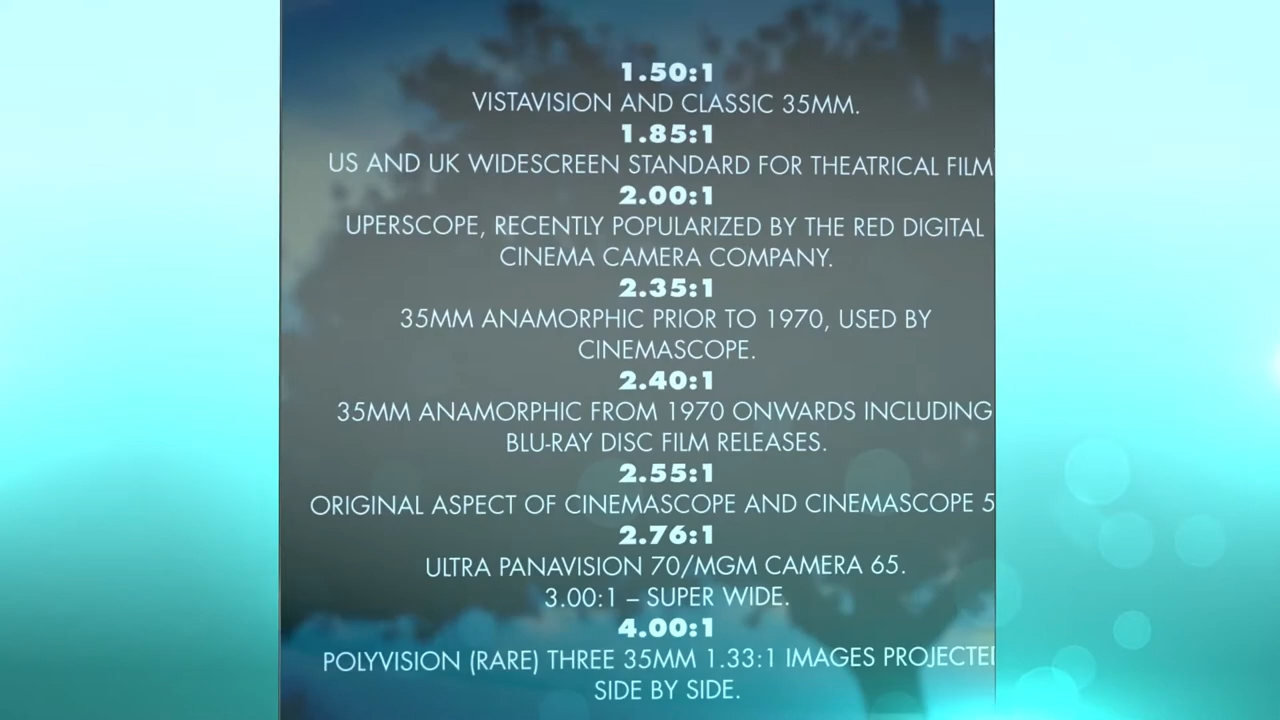 1.50:1
VISTAVISION AND CLASSIC 35MM.
1.85:1
US AND UK WIDESCREEN STANDARD FOR THEATRICAL FILM
2.00:1
UPERSCOPE, RECENTLY POPULARIZED BY THE RED DIGITAL
CINEMA CAMERA COMPANY.
2.35:1
35MM ANAMORPHIC PRIOR TO 1970, USED BY
CINEMASCOPE.
2.40:1
35MM ANAMORPHIC FROM 1970 ONWARDS INCLUDING
BLU-RAY DISC FILM RELEASES.
2.55:1
ORIGINAL ASPECT OF CINEMASCOPE AND CINEMASCOPE 5
2.76:1
ULTRA PANAVISION 70/MGM CAMERA 65.
3.00:1 – SUPER WIDE.
4.00:1
POLYVISION (RARE) THREE 35MM 1.33:1 IMAGES PROJECTE
SIDE BY SIDE.